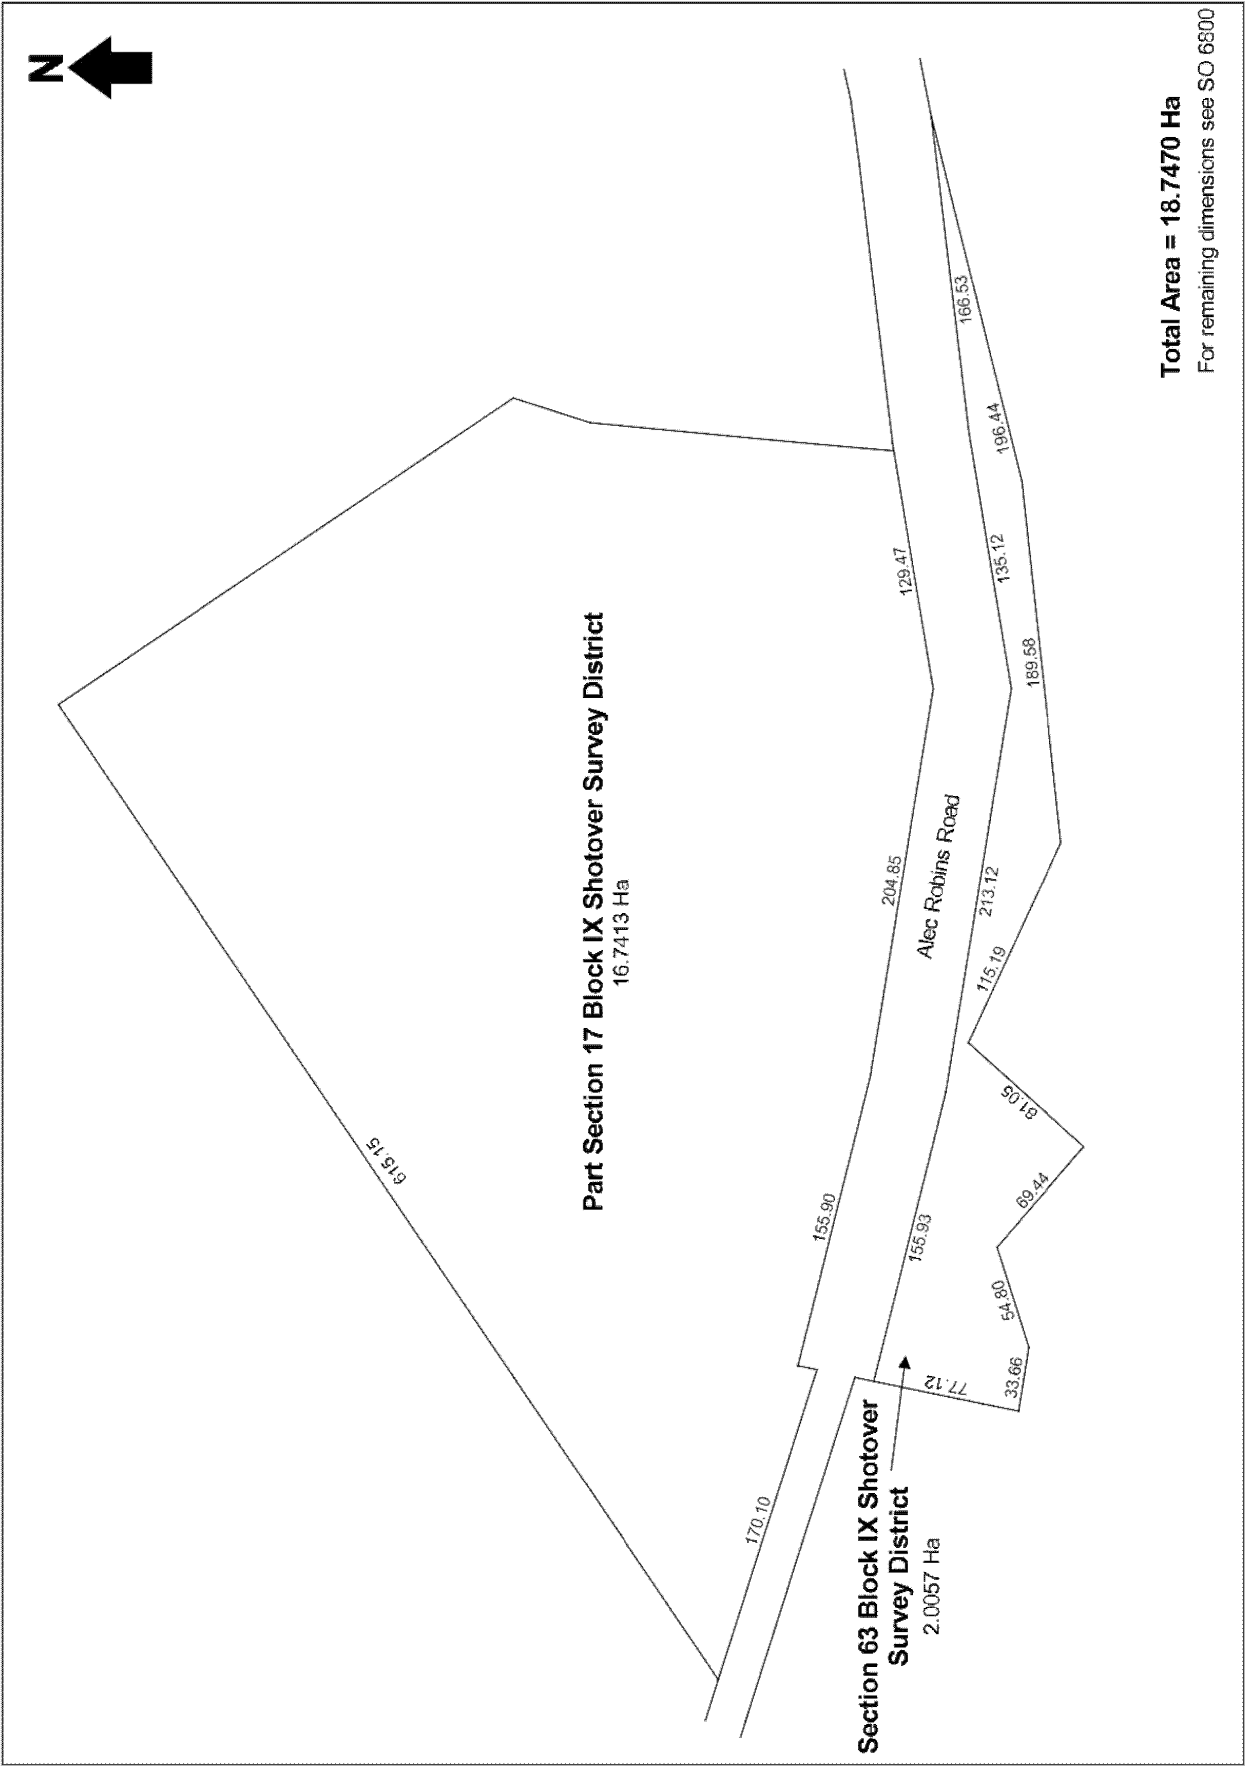 N
615.15
Part Section 17 Block IX Shotover Survey District
16.7413 Ha
170.10
155.90
204.85
129.47
Alec Robins Road
155.93
213.12
135.12
166.53
Section 63 Block IX Shotover
Survey District
2.0057 Ha
77.12
33.66
54.80
69.44
81.05
115.19
189.58
196.44
Total Area = 18.7470 Ha
For remaining dimensions see SO 6800